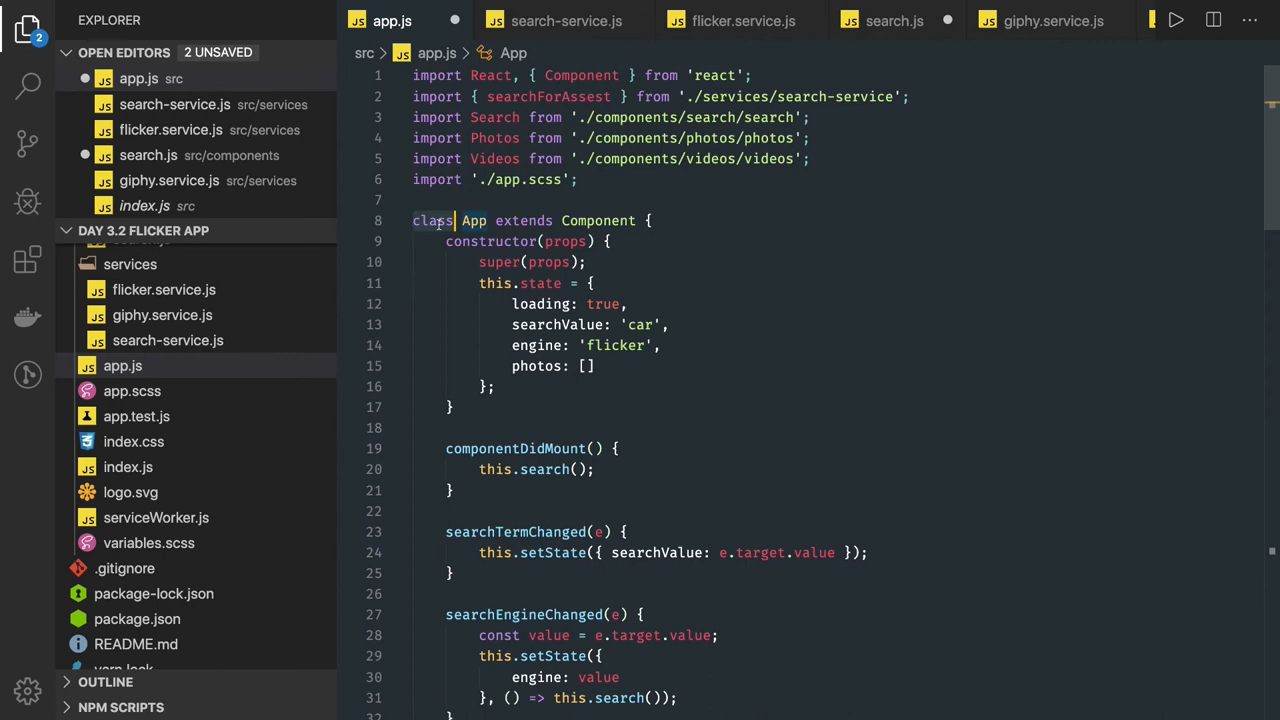 EXPLORER
OPEN EDITORS 2 UNSAVED
app.js src
search-service.js src/services
flicker.service.js src/services
search.js src/components
giphy.service.js src/services
index.js src
DAY 3.2 FLICKER APP
services
flicker.service.js
giphy.service.js
search-service.js
app.js
app.scss
app.test.js
index.css
index.js
logo.svg
serviceWorker.js
variables.scss
.gitignore
package-lock.json
package.json
README.md
yarn.lock
OUTLINE
NPM SCRIPTS
2
app.js search-service.js flicker.service.js search.js giphy.service.js
src > app.js > App
1 import React, { Component } from 'react';
2 import { searchForAssest } from './services/search-service';
3 import Search from './components/search/search';
4 import Photos from './components/photos/photos';
5 import Videos from './components/videos/videos';
6 import './app.scss';
7
8 class App extends Component {
9 constructor(props) {
10 super(props);
11 this.state = {
12 loading: true,
13 searchValue: 'car',
14 engine: 'flicker',
15 photos: []
16 };
17 }
18
19 componentDidMount() {
20 this.search();
21 }
22
23 searchTermChanged(e) {
24 this.setState({ searchValue: e.target.value });
25 }
26
27 searchEngineChanged(e) {
28 const value = e.target.value;
29 this.setState({
30 engine: value
31 }, () => this.search());
32 }